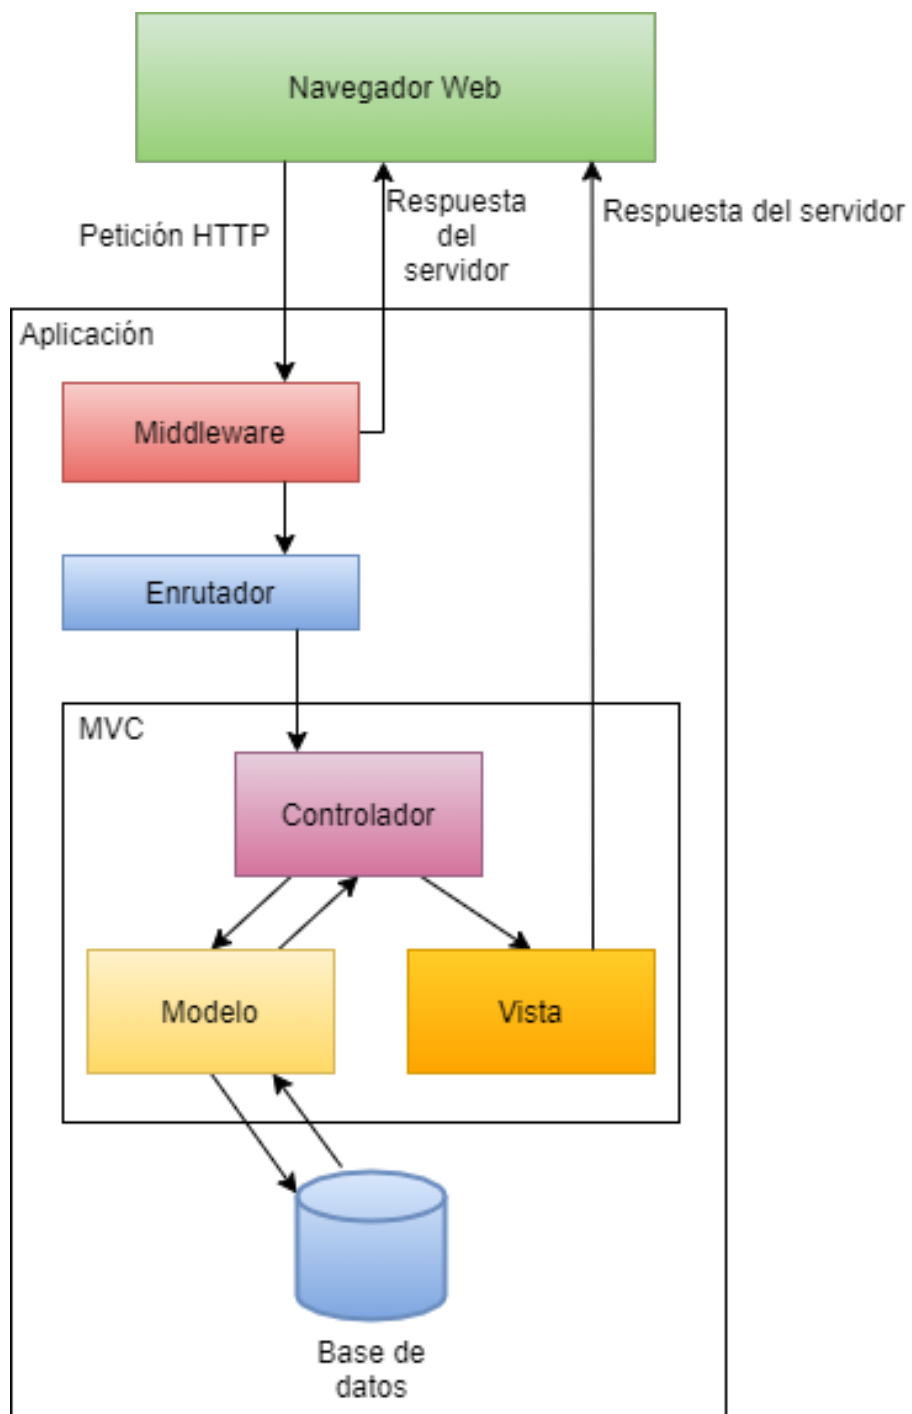 Navegador Web
Petición HTTP
Respuesta
del
servidor
Respuesta del servidor
Aplicación
Middleware
Enrutador
MVC
Controlador
Modelo
Vista
Base de
datos